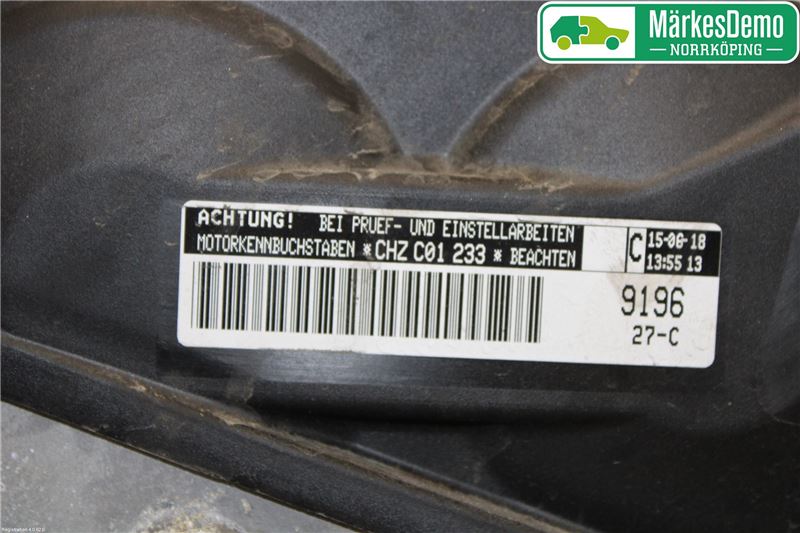 MärkesDemo
NORRKÖPING
ACHTUNG! BEI PRUEF- UND EINSTELLARBEITEN
MOTORKENNBUCHSTABEN *CHZ C01 233* BEACHTEN
C
15-06-18
13:55 13
9196
27-C